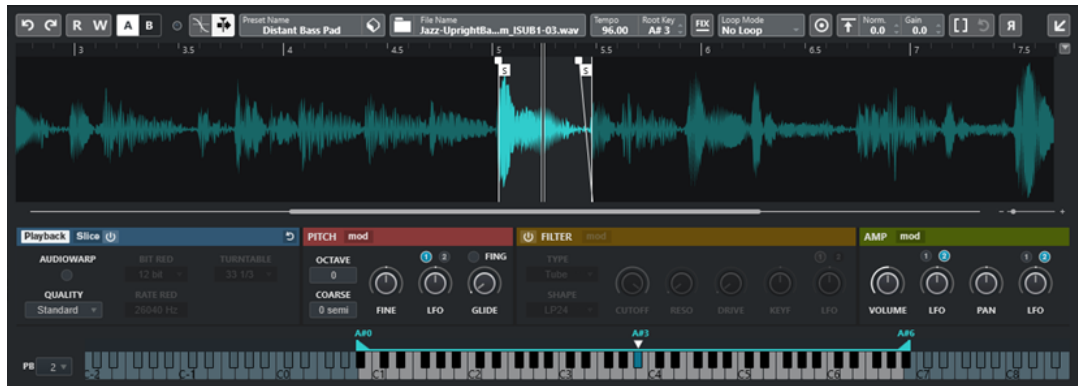 R W A B Preset Name File Name Tempo Root Key FIX Loop Mode Norm. Gain [ ] R
Distant Bass Pad Jazz-UprightBa...m_ISUB1-03.wav 96.00 A# 3 No Loop 0.0 0.0
3 3.5 4 4.5 5 5.5 6 6.5 7 7.5
S S
- +
Playback Slice PITCH mod FILTER mod AMP mod
AUDIOWARP BIT RED TURNTABLE OCTAVE 1 2 FING TYPE 1 2 1 2 1 2
12 bit 33 1/3 0 Tube
QUALITY RATE RED COARSE SHAPE
Standard 26040 Hz 0 semi FINE LFO GLIDE LP24 CUTOFF RESO DRIVE KEYF LFO VOLUME LFO PAN LFO
A#0 A#3 A#6
PB 2
C-2 C-1 C0 C1 C2 C3 C4 C5 C6 C7 C8